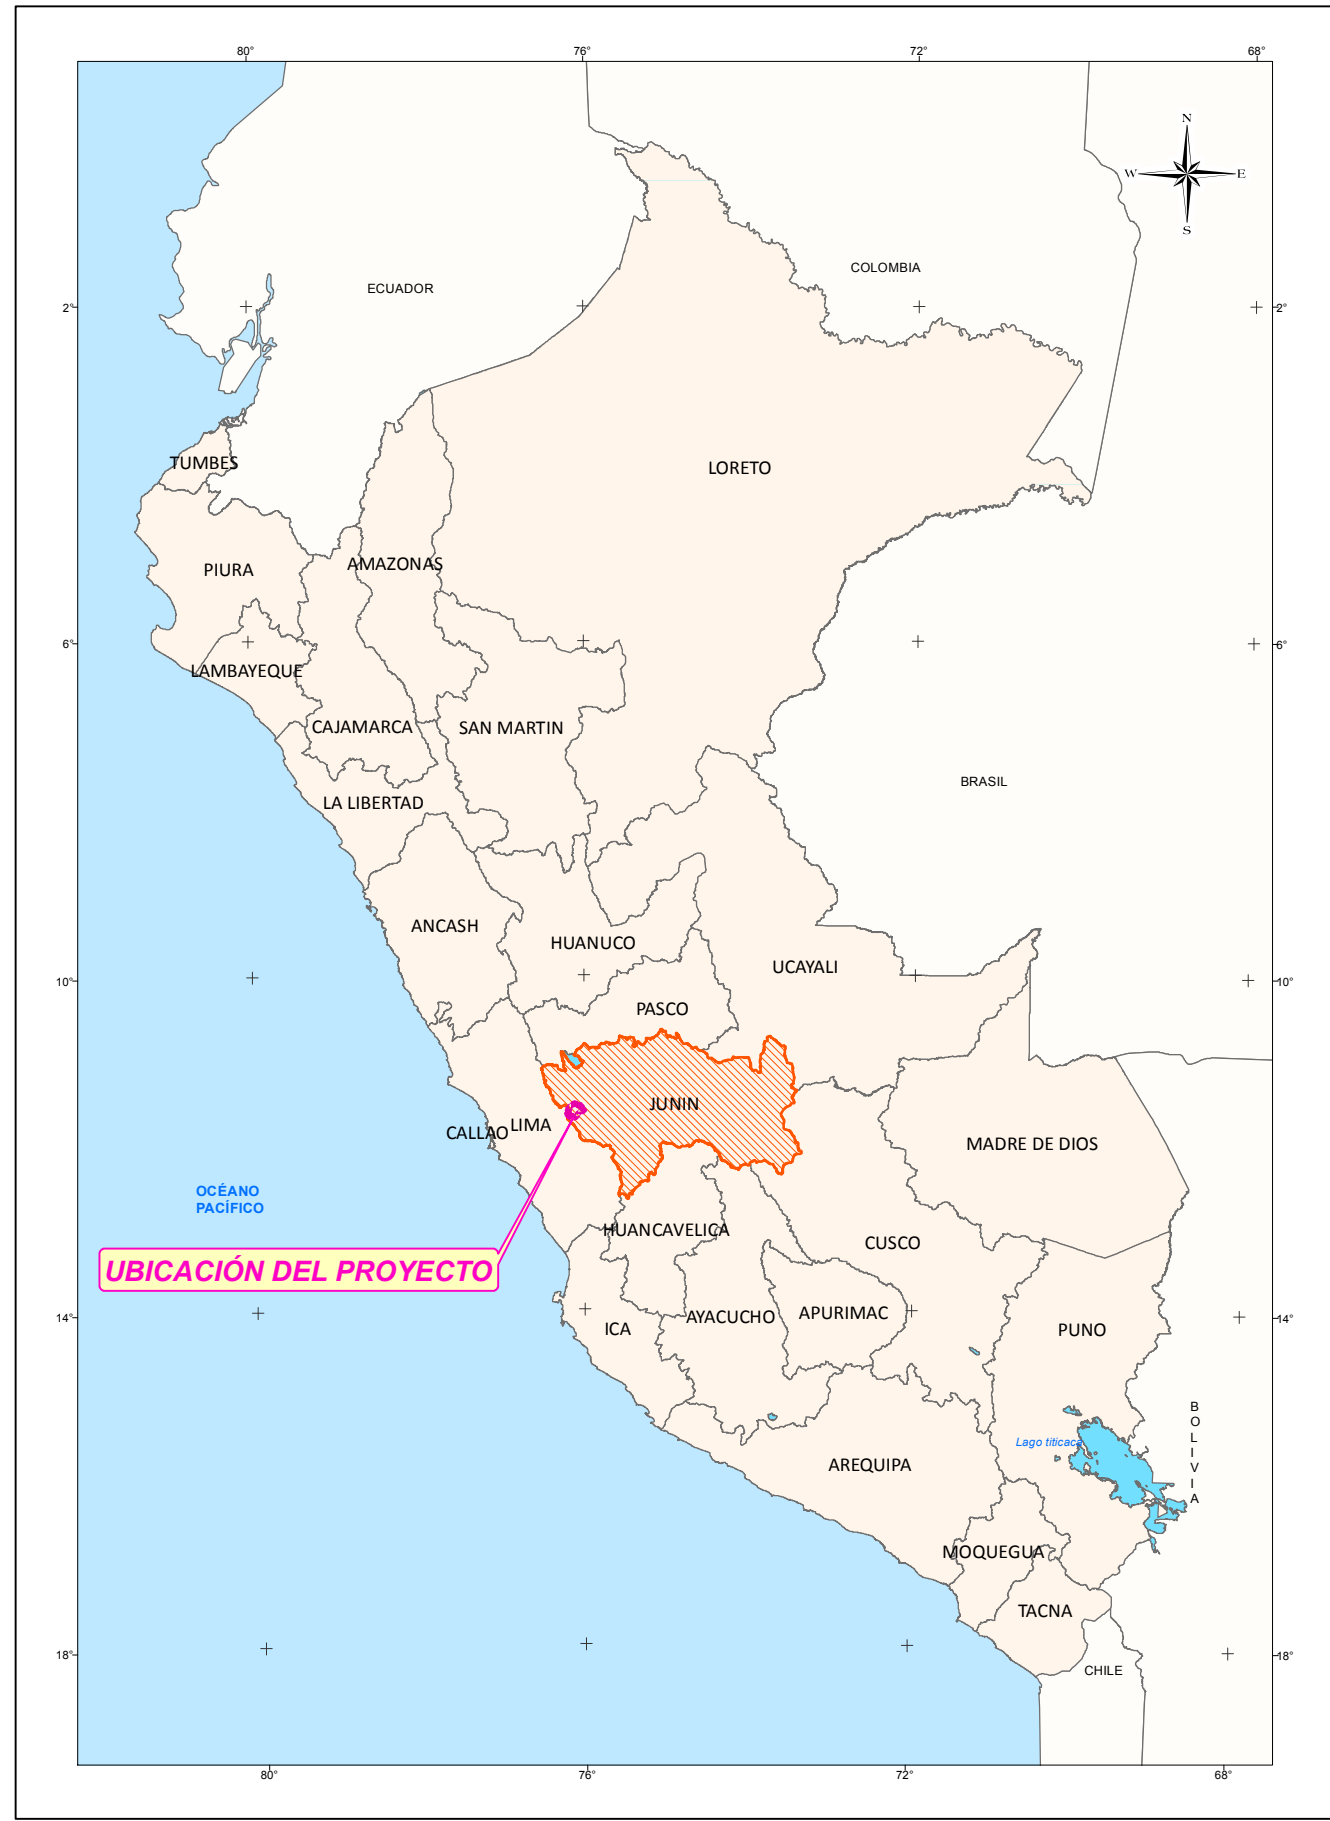 80°
76°
72°
68°
N
W
E
S
COLOMBIA
ECUADOR
2°
2°
TUMBES
LORETO
AMAZONAS
PIURA
6°
6°
LAMBAYEQUE
CAJAMARCA
SAN MARTIN
BRASIL
LA LIBERTAD
ANCASH
HUANUCO
UCAYALI
10°
10°
PASCO
JUNIN
CALLAO
LIMA
MADRE DE DIOS
OCÉANO
PACÍFICO
HUANCAVELICA
CUSCO
UBICACIÓN DEL PROYECTO
14°
14°
ICA
AYACUCHO
APURIMAC
PUNO
BOLIVIA
Lago titicaca
AREQUIPA
MOQUEGUA
TACNA
18°
18°
CHILE
80°
76°
72°
68°